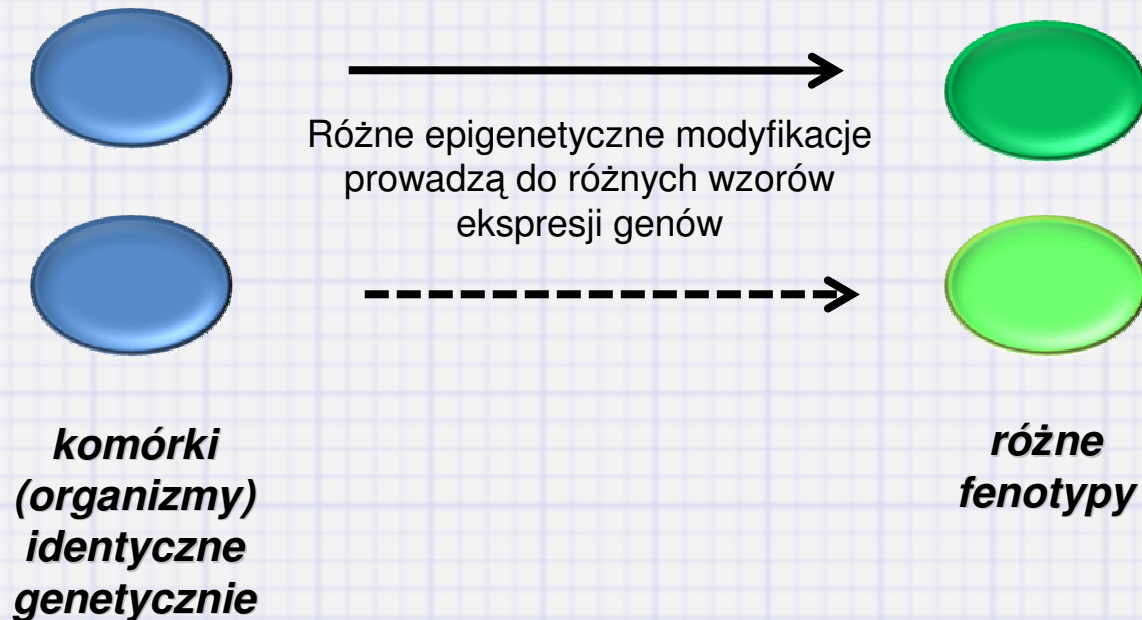 Różne epigenetyczne modyfikacje
prowadzą do różnych wzorów
ekspresji genów
komórki
(organizmy)
identyczne
genetycznie
różne
fenotypy